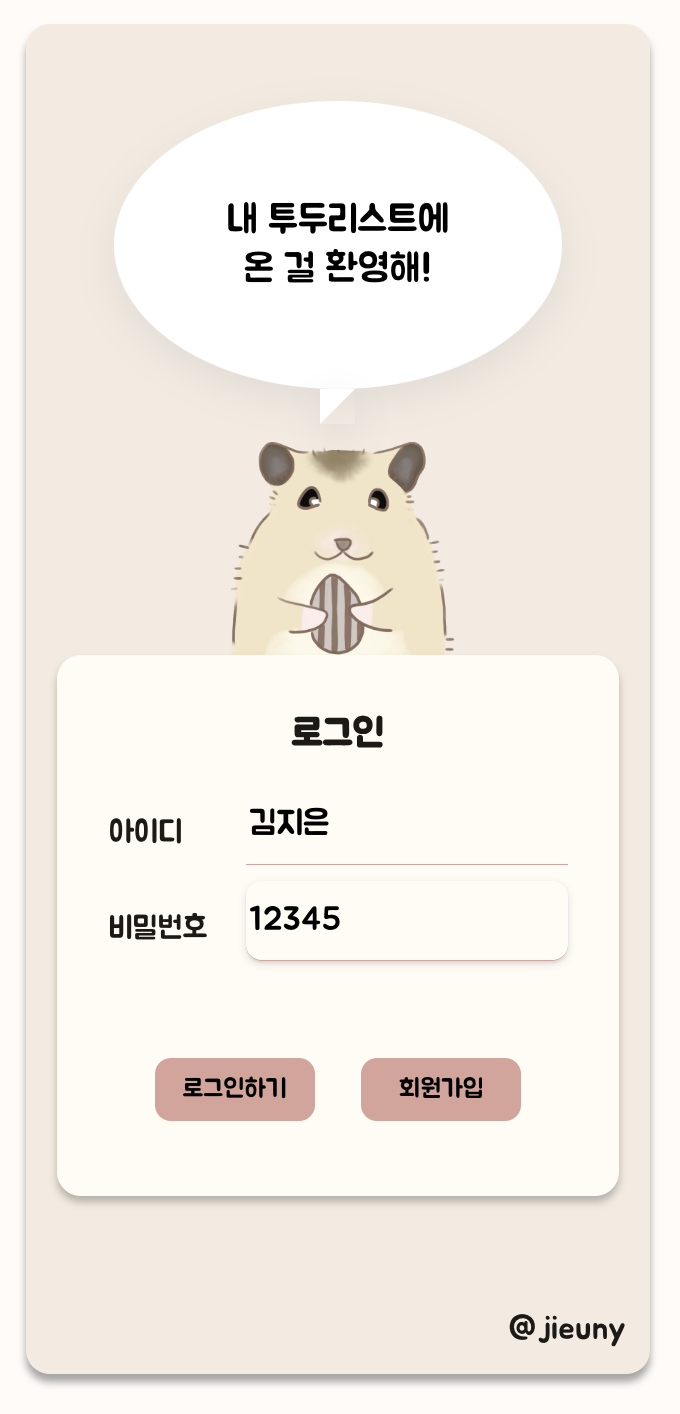 내 투두리스트에
온 걸 환영해!
로그인
아이디 김지은
비밀번호 12345
로그인하기 회원가입
@jieuny